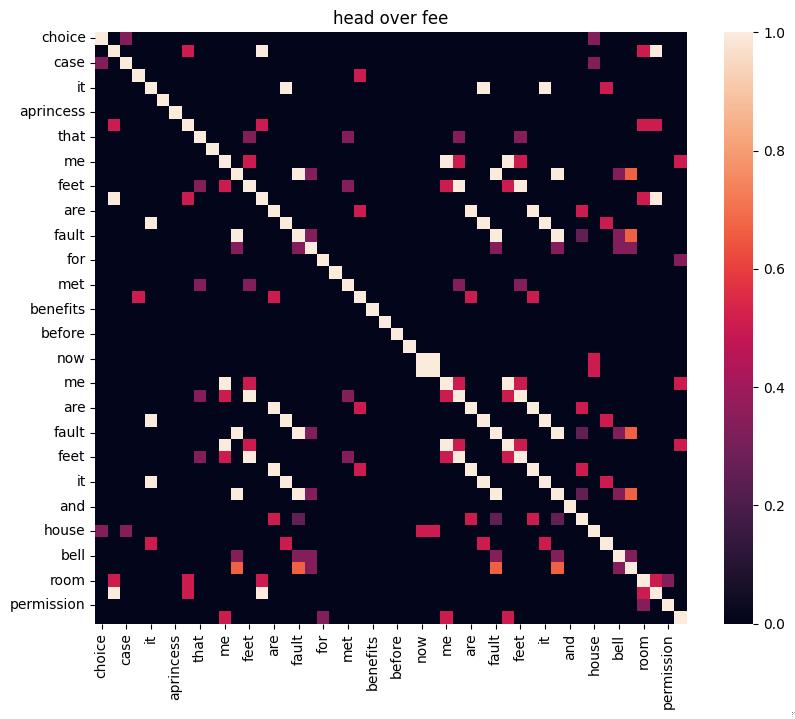 head over fee
choice
case
it
aprincess
that
me
feet
are
fault
for
met
benefits
before
now
me
are
fault
feet
it
and
house
bell
room
permission
choice
case
it
aprincess
that
me
feet
are
fault
for
met
benefits
before
now
me
are
fault
feet
it
and
house
bell
room
permission
1.0
0.8
0.6
0.4
0.2
0.0